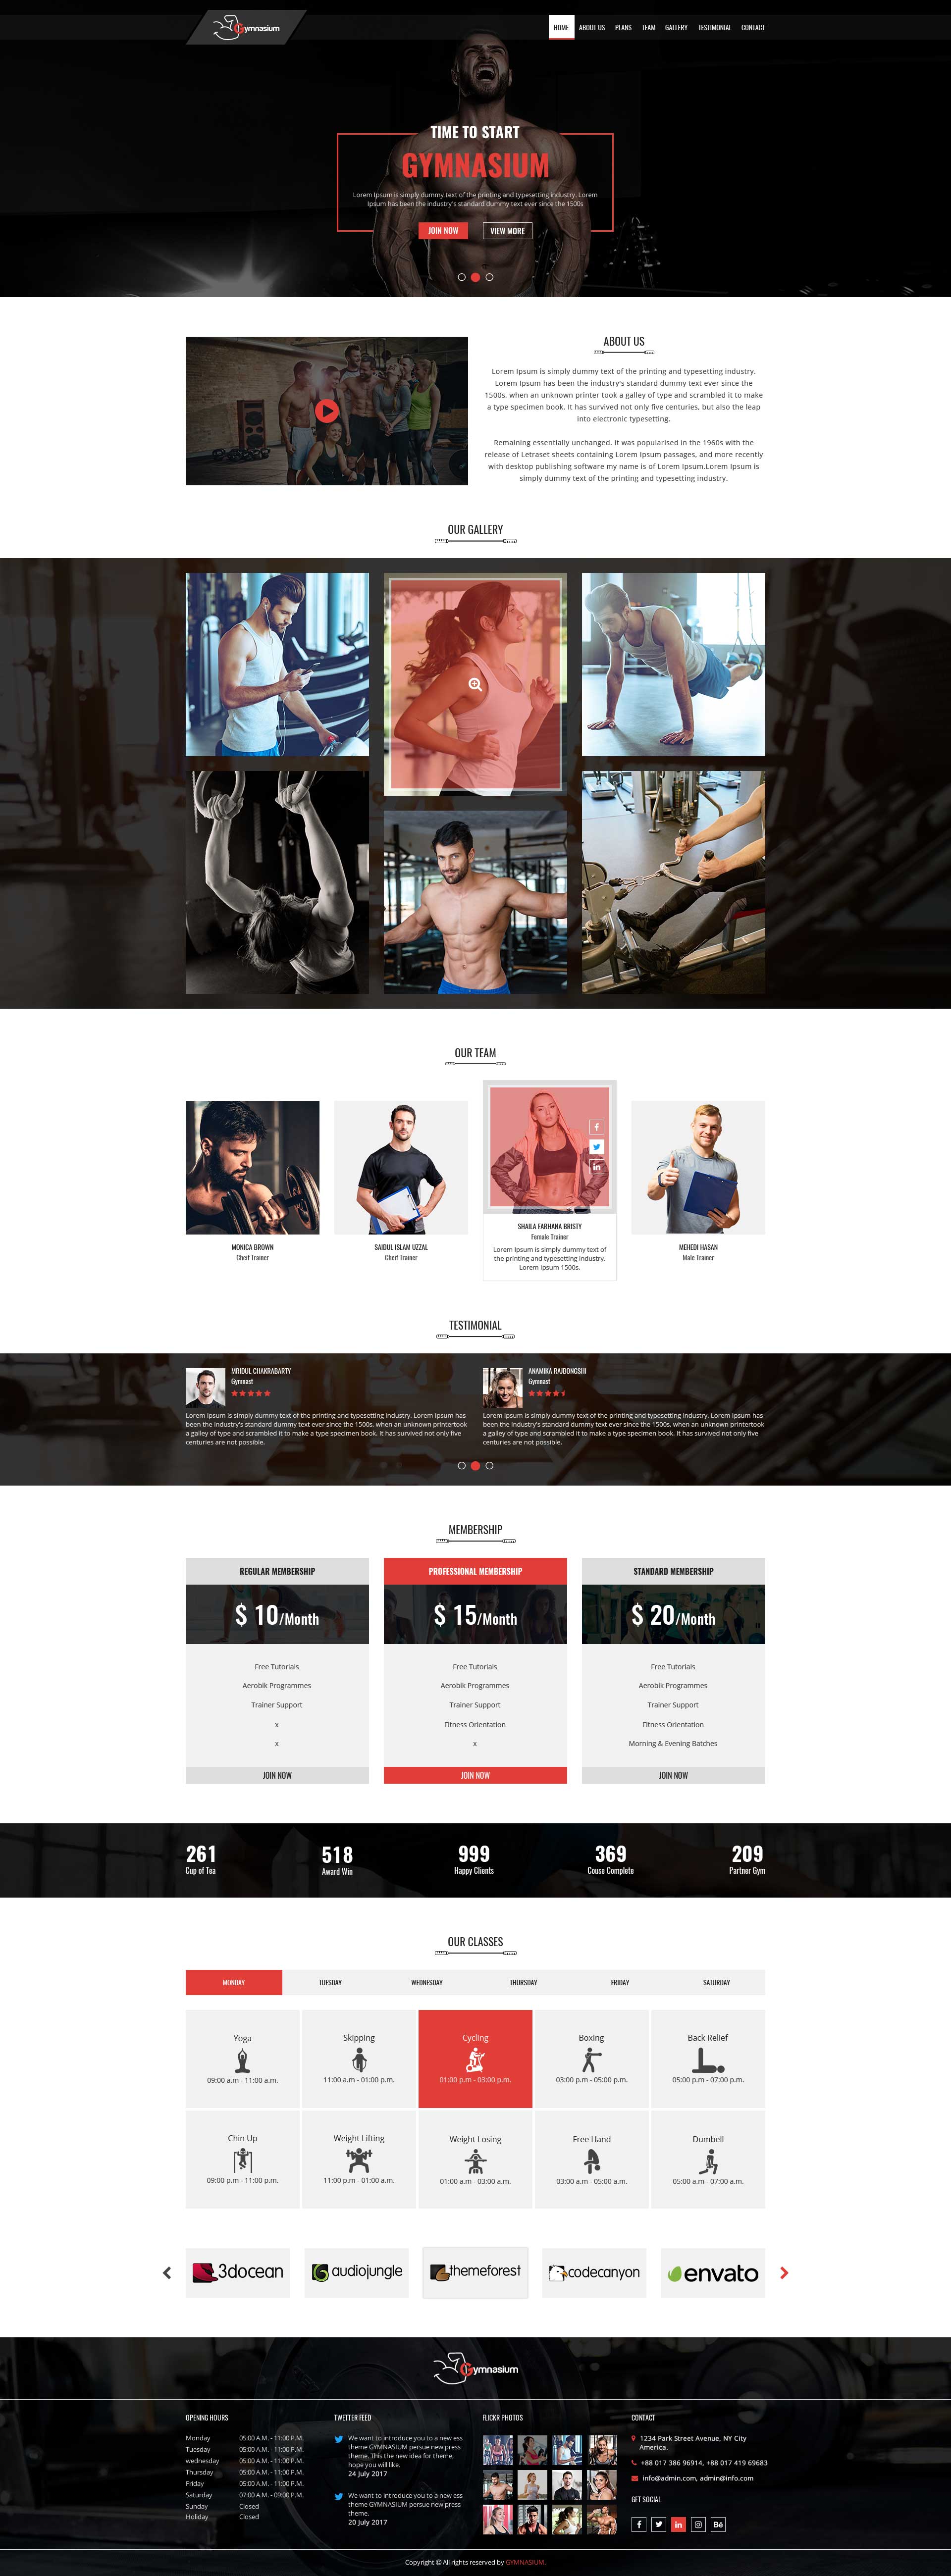 Gymnasium
HOME
ABOUT US
PLANS
TEAM
GALLERY
TESTIMONIAL
CONTACT
TIME TO START
GYMNASIUM
Lorem Ipsum is simply dummy text of the printing and typesetting industry. Lorem
Ipsum has been the industry's standard dummy text ever since the 1500s
JOIN NOW
VIEW MORE
ABOUT US
Lorem Ipsum is simply dummy text of the printing and typesetting industry.
Lorem Ipsum has been the industry's standard dummy text ever since the
1500s, when an unknown printer took a galley of type and scrambled it to make
a type specimen book. It has survived not only five centuries, but also the leap
into electronic typesetting.
Remaining essentially unchanged. It was popularised in the 1960s with the
release of Letraset sheets containing Lorem Ipsum pasages, and more recently
with desktop publishing software my name is of Lorem Ipsum.Lorem Ipsum is
simply dummy text of the printing and typesetting industry.
OUR GALLERY
OUR TEAM
MONICA BROWN
Cheif Trainer
SAIDUL ISLAM UZZAL
Cheif Trainer
SHAILA FARHANA BRISTY
Female Trainer
Lorem Ipsum is simply dummy text of
the printing and typesetting industry.
Lorem Ipsum 1500s.
MEHEDI HASAN
Male Trainer
TESTIMONIAL
MRIDUL CHAKRABARTY
Gymnast
Lorem Ipsum is simply dummy text of the printing and typesetting industry. Lorem Ipsum has
been the industry's standard dummy text ever since the 1500s, when an unknown printertook
a galley of type and scrambled it to make a type specimen book. It has survived not only five
centuries are not possible.
ANAMIKA RAJBONGSHI
Gymnast
Lorem Ipsum is simply dummy text of the printing and typesetting industry. Lorem Ipsum has
been the industry's standard dummy text ever since the 1500s, when an unknown printertook
a galley of type and scrambled it to make a type specimen book. It has survived not only five
centuries are not possible.
MEMBERSHIP
REGULAR MEMBERSHIP
$ 10/Month
Free Tutorials
Aerobik Programmes
Trainer Support
x
x
JOIN NOW
PROFESSIONAL MEMBERSHIP
$ 15/Month
Free Tutorials
Aerobik Programmes
Trainer Support
Fitness Orientation
x
JOIN NOW
STANDARD MEMBERSHIP
$ 20/Month
Free Tutorials
Aerobik Programmes
Trainer Support
Fitness Orientation
Morning & Evening Batches
JOIN NOW
261
Cup of Tea
518
Award Win
999
Happy Clients
369
Couse Complete
209
Partner Gym
OUR CLASSES
MONDAY
TUESDAY
WEDNESDAY
THURSDAY
FRIDAY
SATURDAY
Yoga
09:00 a.m - 11:00 a.m.
Skipping
11:00 a.m - 01:00 p.m.
Cycling
01:00 p.m - 03:00 p.m.
Boxing
03:00 p.m - 05:00 p.m.
Back Relief
05:00 p.m - 07:00 p.m.
Chin Up
09:00 p.m - 11:00 p.m.
Weight Lifting
11:00 p.m - 01:00 a.m.
Weight Losing
01:00 a.m - 03:00 a.m.
Free Hand
03:00 a.m - 05:00 a.m.
Dumbell
05:00 a.m - 07:00 a.m.
3docean
audiojungle
themeforest
codecanyon
envato
Gymnasium
OPENING HOURS
Monday 05:00 A.M. - 11:00 P.M.
Tuesday 05:00 A.M. - 11:00 P.M.
wednesday 05:00 A.M. - 11:00 P.M.
Thursday 05:00 A.M. - 11:00 P.M.
Friday 05:00 A.M. - 11:00 P.M.
Saturday 07:00 A.M. - 09:00 P.M.
Sunday Closed
Holiday Closed
TWETTER FEED
We want to introduce you to a new ess
theme GYMNASIUM persue new press
theme. This the new idea for theme,
hope you will like.
24 July 2017
We want to introduce you to a new ess
theme GYMNASIUM persue new press
theme.
20 July 2017
FLICKR PHOTOS
CONTACT
1234 Park Street Avenue, NY City
America.
+88 017 386 96914, +88 017 419 69683
info@admin.com, admin@info.com
GET SOCIAL
Copyright © All rights reserved by GYMNASIUM.